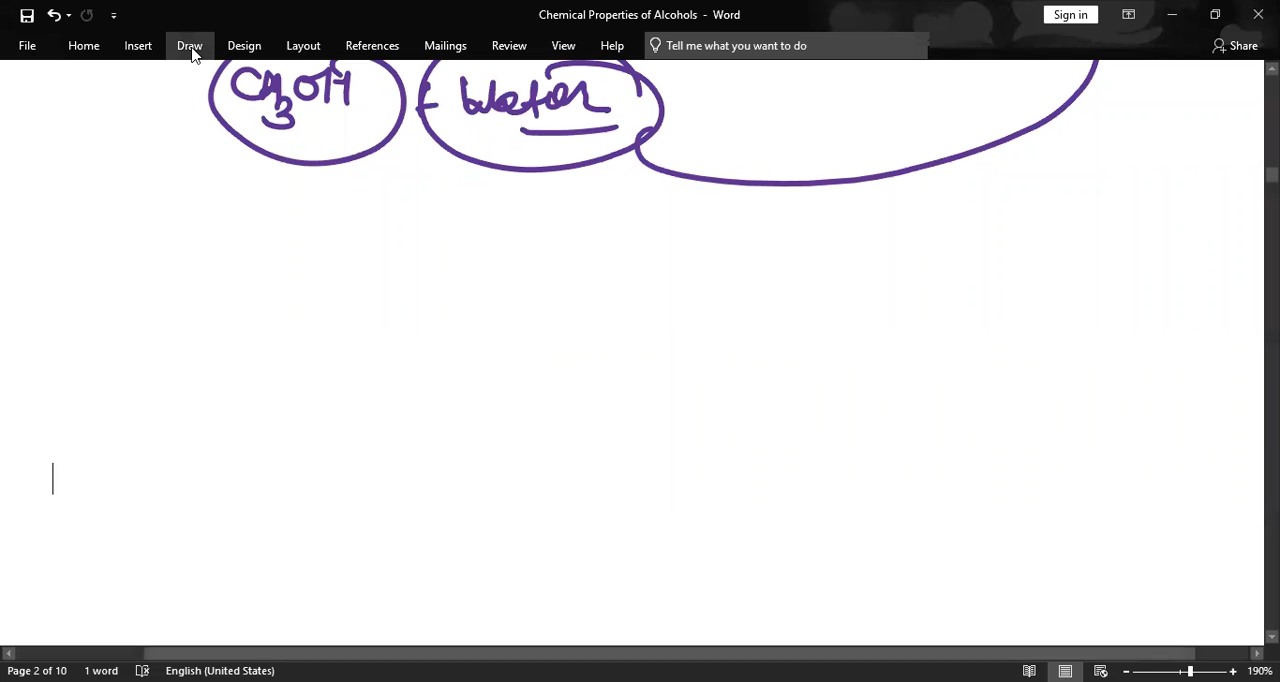 Chemical Properties of Alcohols - Word
Sign in
File Home Insert Draw Design Layout References Mailings Review View Help Tell me what you want to do Share
CH3OH + Water
Page 2 of 10 1 word English (United States) 190%